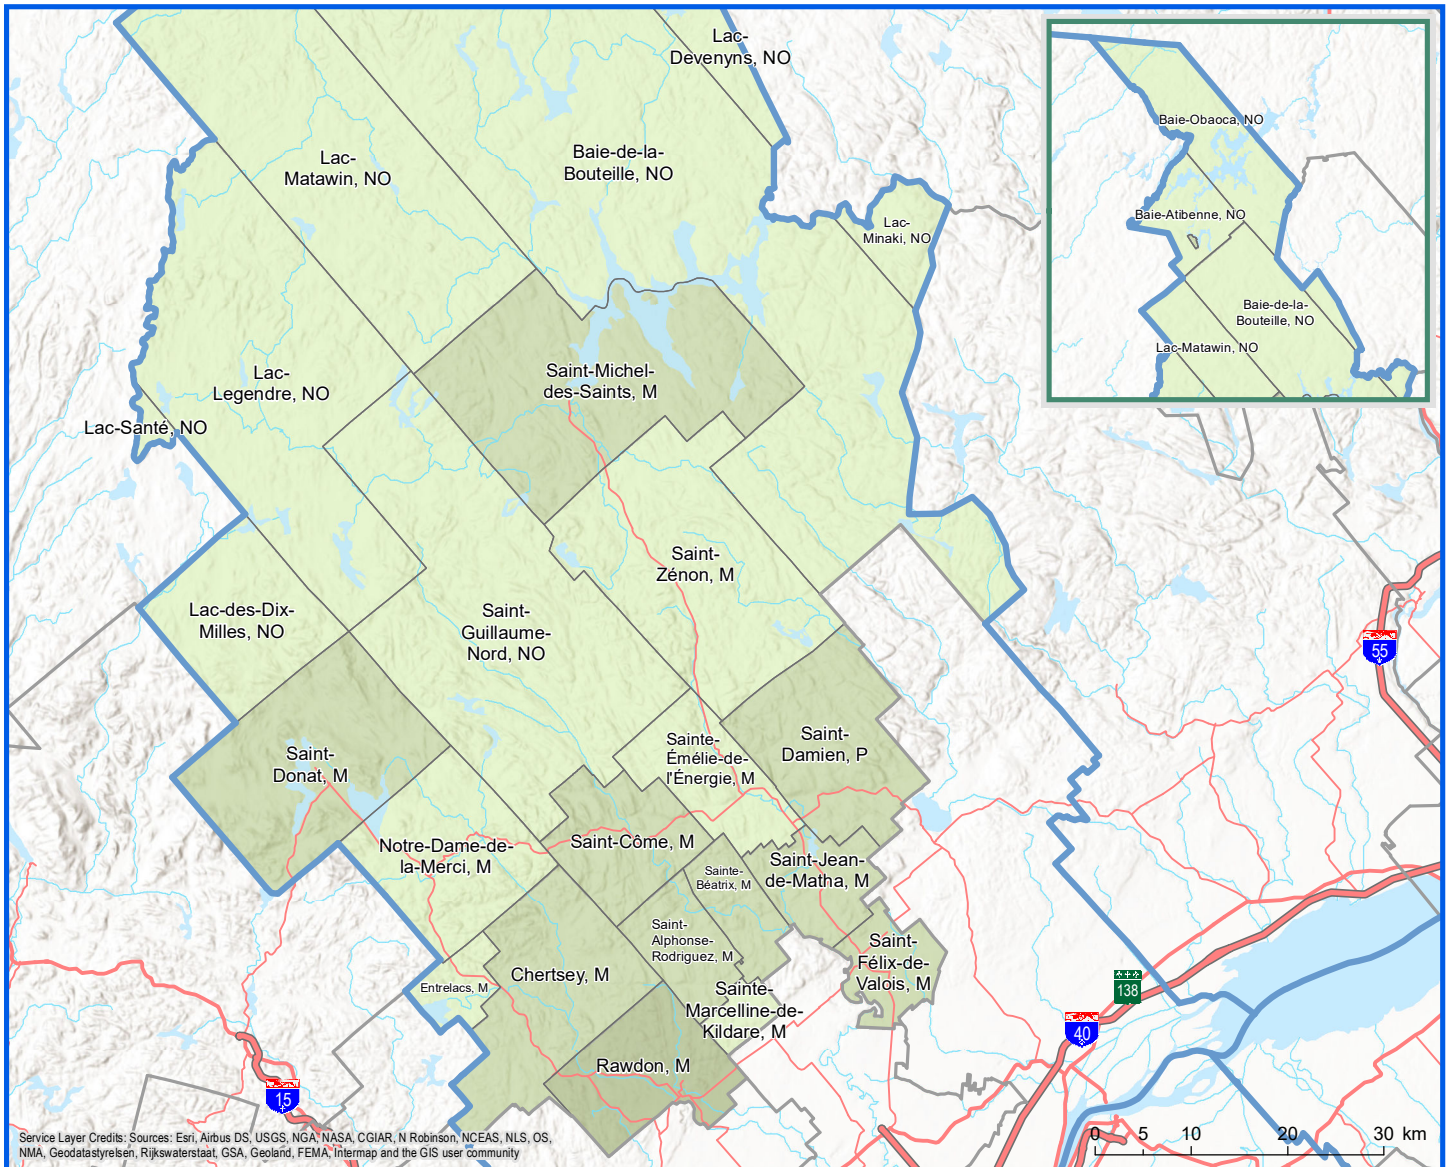 Lac-
Devenyns, NO
Lac-
Matawin, NO
Baie-de-la-
Bouteille, NO
Lac-
Minaki, NO
Baie-Obaoca, NO
Baie-Atibenne, NO
Baie-de-la-
Bouteille, NO
Lac-Matawin, NO
Lac-
Legendre, NO
Saint-Michel-
des-Saints, M
Lac-Santé, NO
Saint-
Zénon, M
Lac-des-Dix-
Milles, NO
Saint-
Guillaume-
Nord, NO
55
Saint-
Donat, M
Sainte-
Émélie-de-
l'Énergie, M
Saint-
Damien, P
Notre-Dame-de-
la-Merci, M
Saint-Côme, M
Sainte-
Béatrix, M
Saint-Jean-
de-Matha, M
Saint-
Alphonse-
Rodriguez, M
Saint-
Félix-de-
Valois, M
Chertsey, M
Entrelacs, M
Sainte-
Marcelline-de-
Kildare, M
138
40
Rawdon, M
15
0 5 10 20 30 km
Service Layer Credits: Sources: Esri, Airbus DS, USGS, NGA, NASA, CGIAR, N Robinson, NCEAS, NLS, OS,
NMA, Geodatastyrelsen, Rijkswaterstaat, GSA, Geoland, FEMA, Intermap and the GIS user community